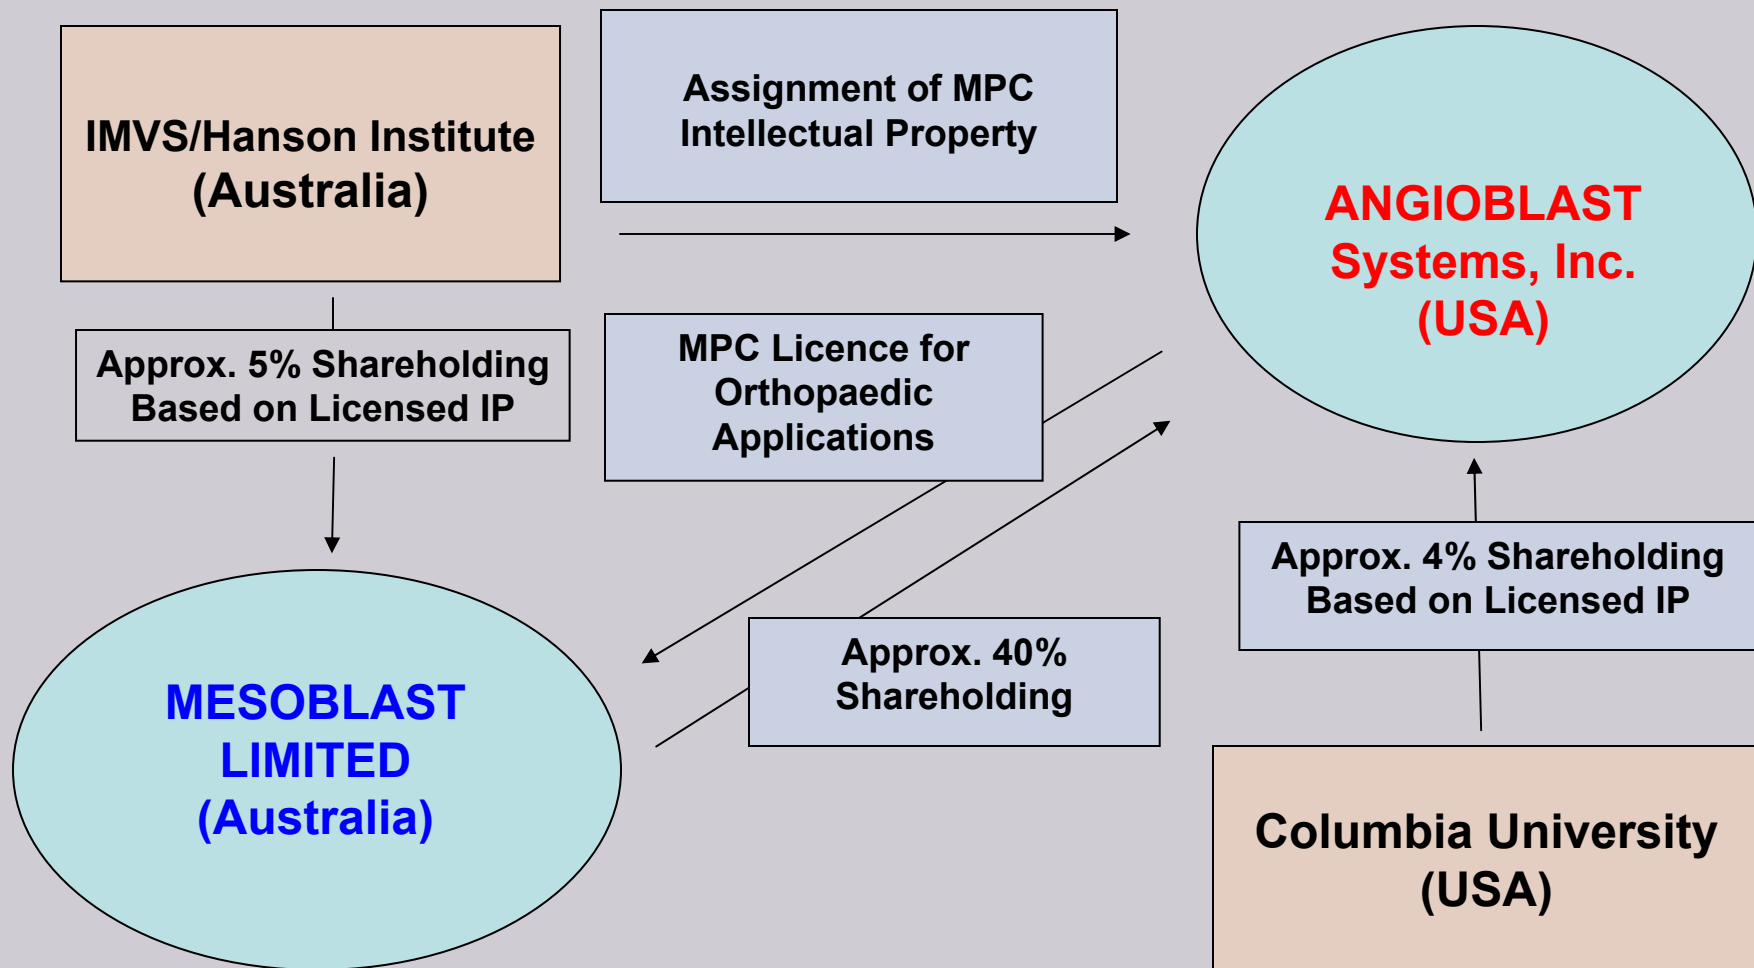 IMVS/Hanson Institute
(Australia)
Assignment of MPC
Intellectual Property
ANGIOBLAST
Systems, Inc.
(USA)
Approx. 5% Shareholding
Based on Licensed IP
MPC Licence for
Orthopaedic
Applications
Approx. 4% Shareholding
Based on Licensed IP
Approx. 40%
Shareholding
MESOBLAST
LIMITED
(Australia)
Columbia University
(USA)